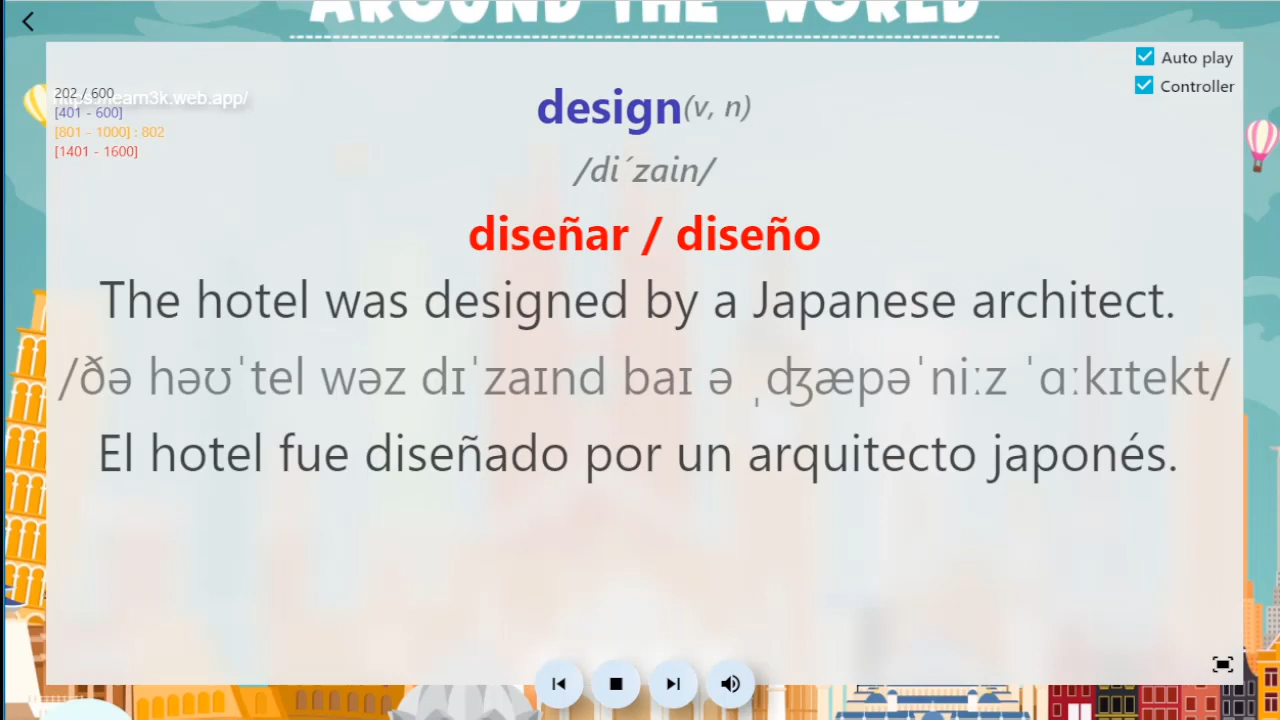 AROUND THE WORLD
Auto play
Controller
202 / 600
https://learn3k.web.app/
[401 - 600]
[801 - 1000] : 802
[1401 - 1600]
design(v, n)
/di´zain/
diseñar / diseño
The hotel was designed by a Japanese architect.
/ðə həʊˈtel wəz dɪˈzaɪnd baɪ ə ˌʤæpəˈniːz ˈɑːkɪtekt/
El hotel fue diseñado por un arquitecto japonés.